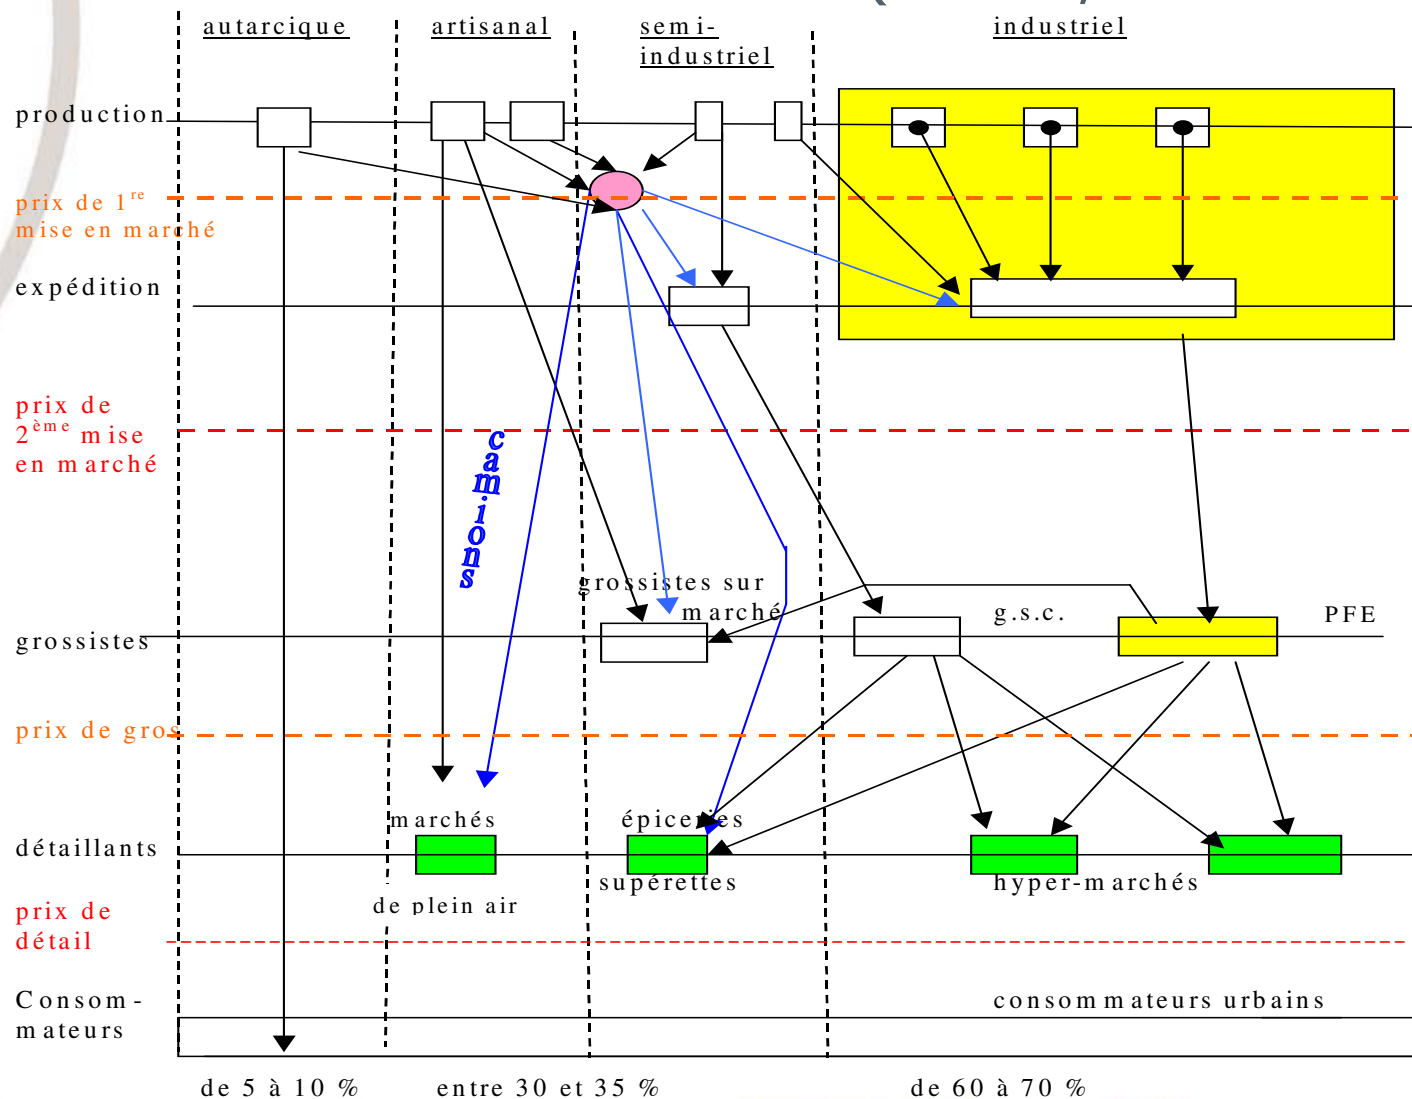 autarcique
artisanal
semi-
industriel
industriel
production
prix de 1re
mise en marché
expédition
prix de
2ème mise
en marché
camions
grossistes sur
marché
g.s.c.
PFE
grossistes
prix de gros
marchés
épiceries
détaillants
supérettes
hyper-marchés
de plein air
prix de
détail
Consom-
mateurs
consommateurs urbains
de 5 à 10 %
entre 30 et 35 %
de 60 à 70 %